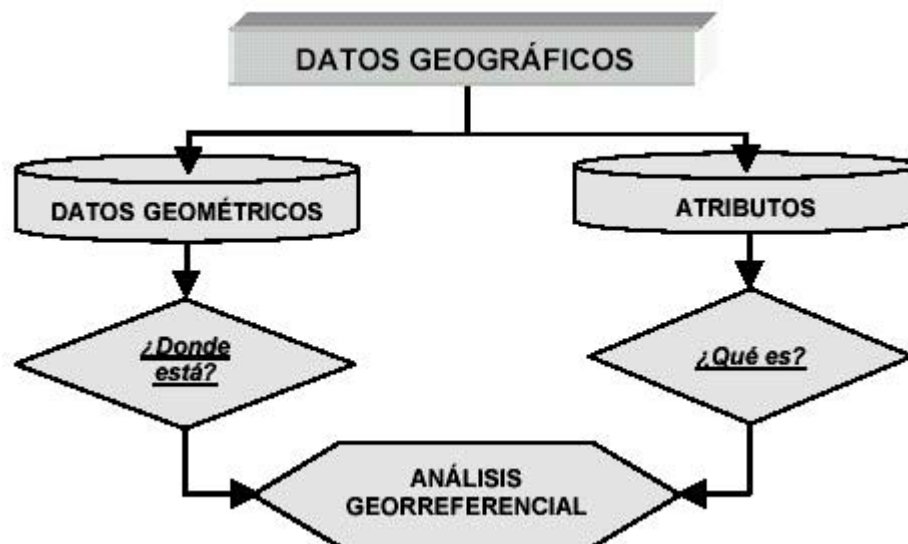 DATOS GEOGRÁFICOS
DATOS GEOMÉTRICOS
ATRIBUTOS
¿Donde
está?
¿Qué es?
ANÁLISIS
GEORREFERENCIAL